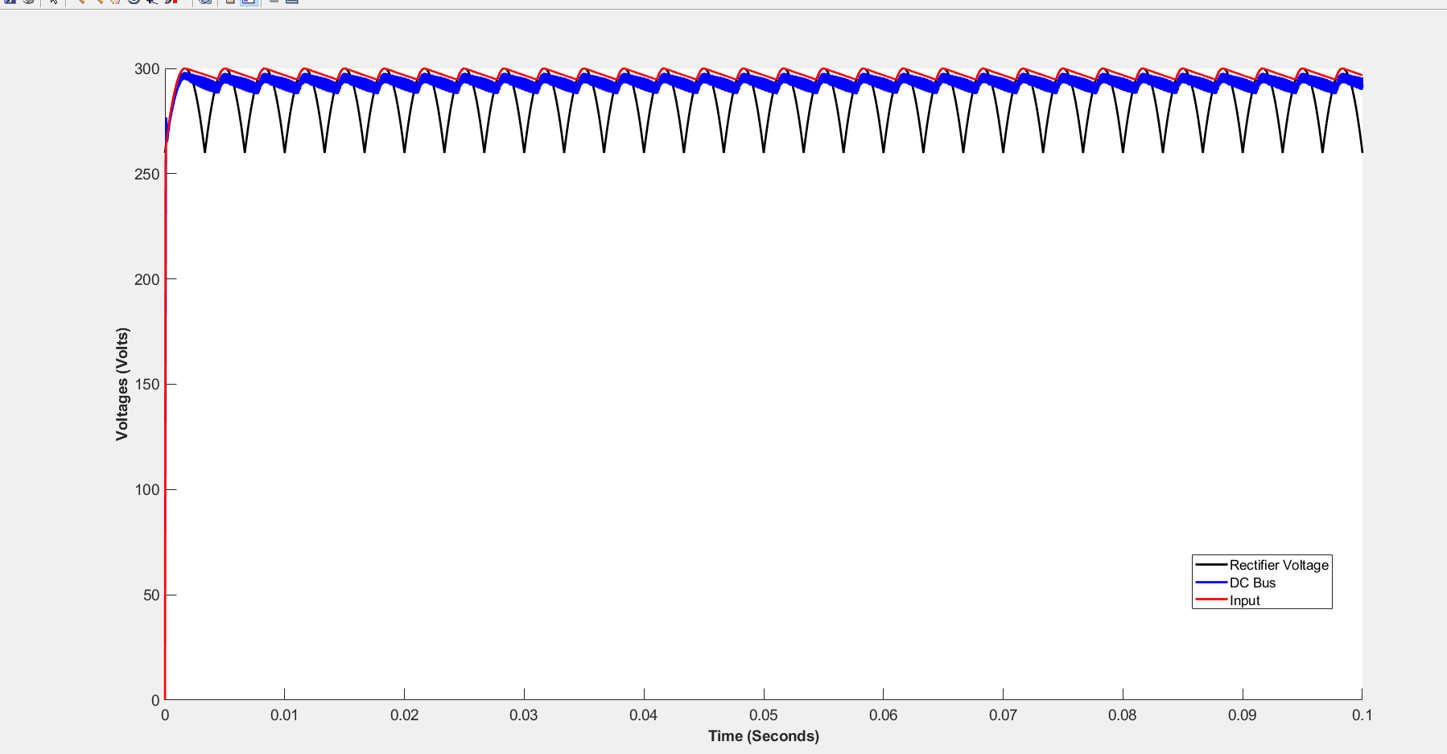 300
250
200
150
100
50
0
Voltages (Volts)
Rectifier Voltage
DC Bus
Input
0 0.01 0.02 0.03 0.04 0.05 0.06 0.07 0.08 0.09 0.1
Time (Seconds)